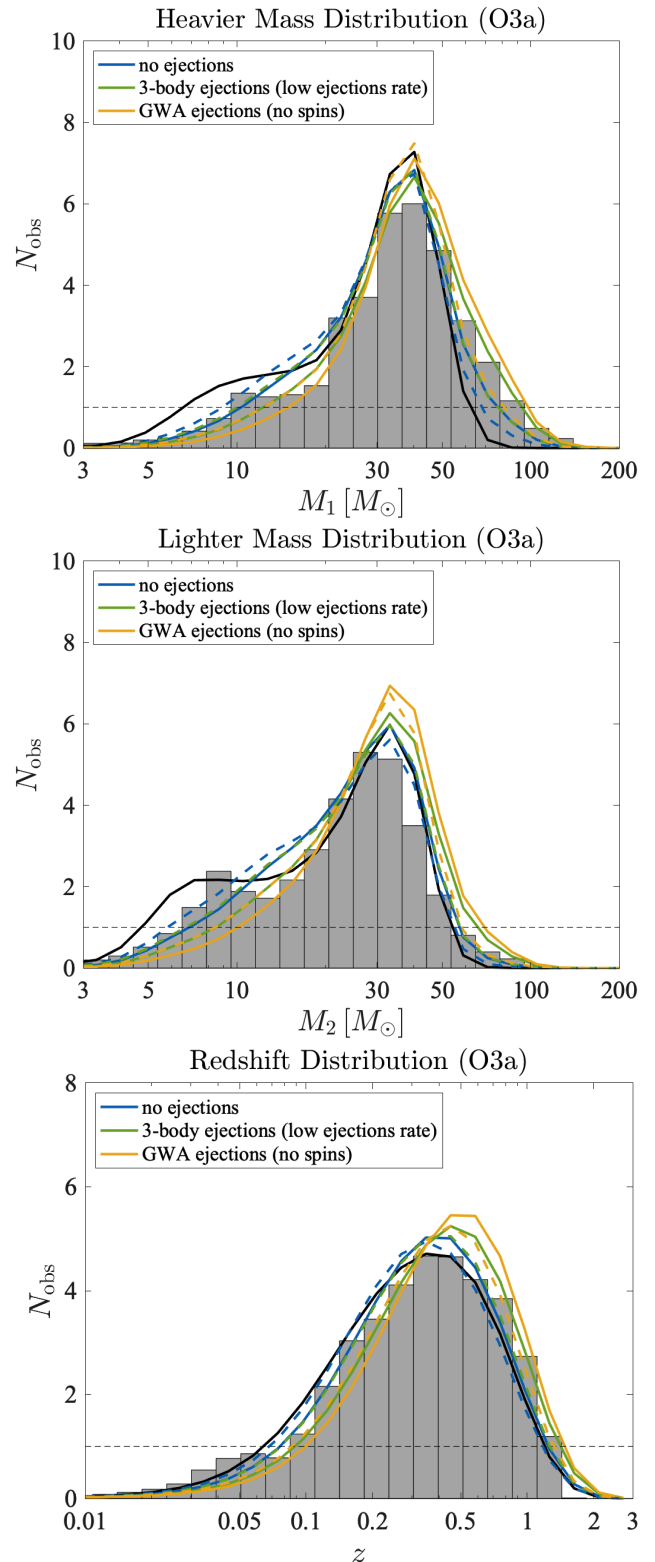 Heavier Mass Distribution (O3a)
10
no ejections
3-body ejections (low ejections rate)
GWA ejections (no spins)
8
6
N_obs
4
2
0
3 5 10 30 50 100 200
M_1 [M_⊙]
Lighter Mass Distribution (O3a)
10
no ejections
3-body ejections (low ejections rate)
GWA ejections (no spins)
8
6
N_obs
4
2
0
3 5 10 30 50 100 200
M_2 [M_⊙]
Redshift Distribution (O3a)
8
no ejections
3-body ejections (low ejections rate)
GWA ejections (no spins)
6
N_obs
4
2
0
0.01 0.05 0.1 0.2 0.5 1 2 3
z